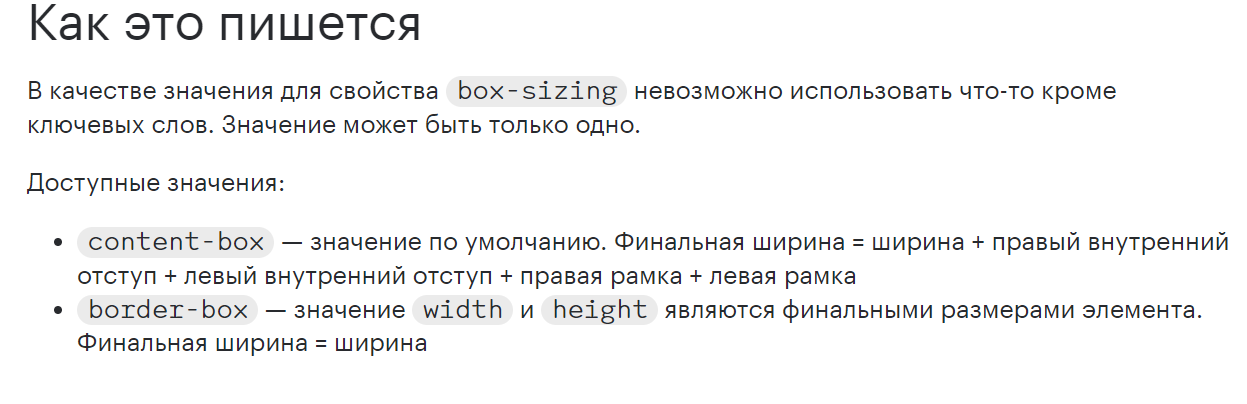 Как это пишется
В качестве значения для свойства box-sizing невозможно использовать что-то кроме
ключевых слов. Значение может быть только одно.
Доступные значения:
• content-box — значение по умолчанию. Финальная ширина = ширина + правый внутренний
отступ + левый внутренний отступ + правая рамка + левая рамка
• border-box — значение width и height являются финальными размерами элемента.
Финальная ширина = ширина